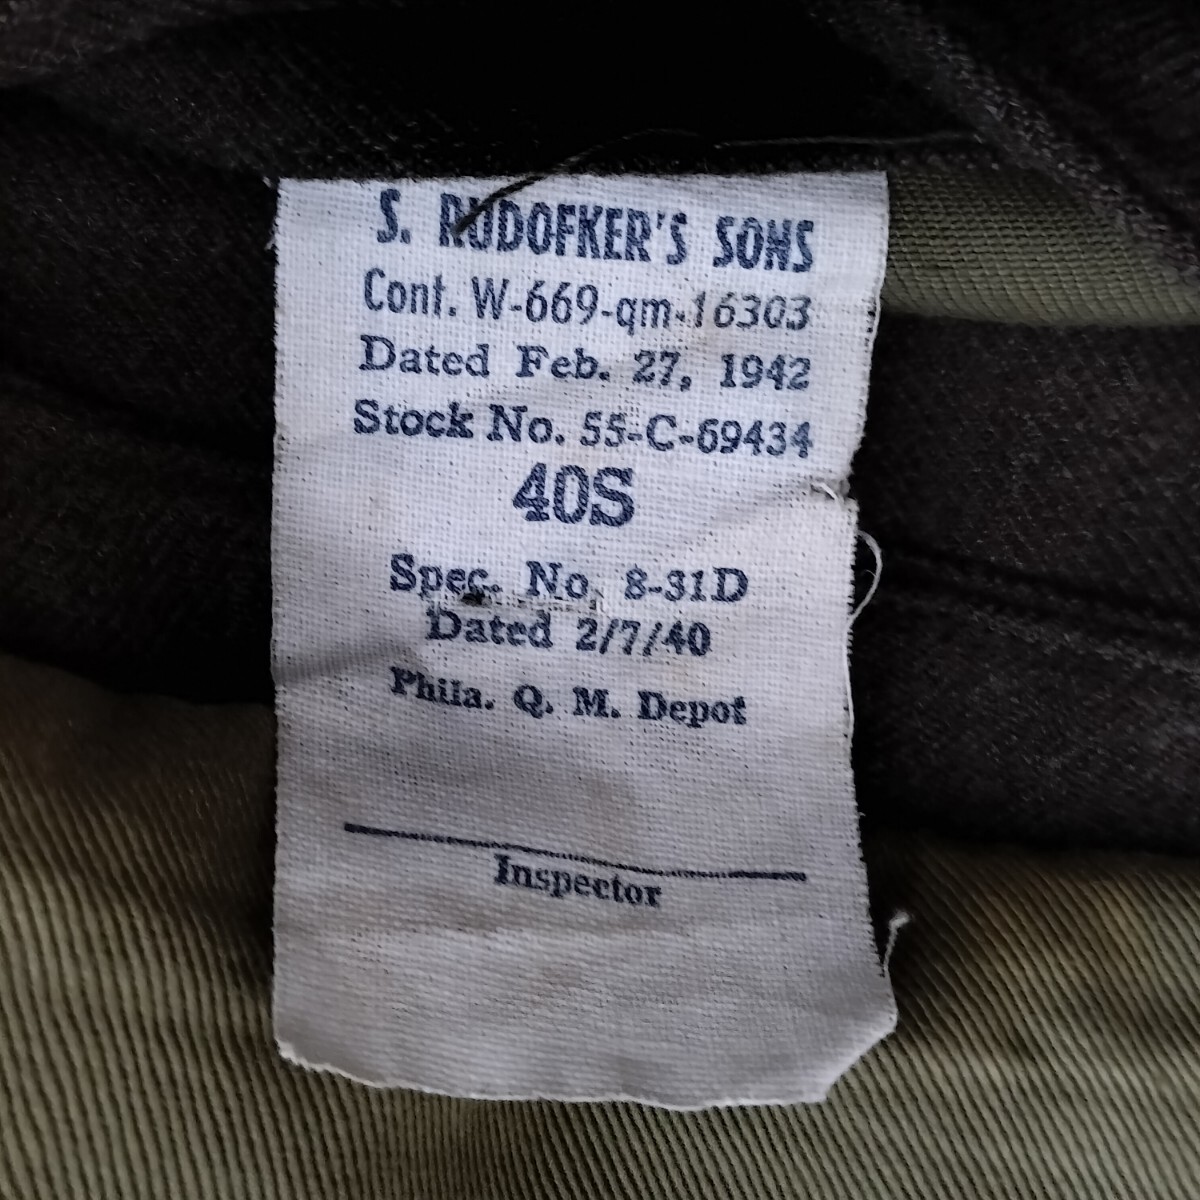 S. RUDOFKER'S SONS
Cont. W-669-qm-16303
Dated Feb. 27, 1942
Stock No. 55-C-69434
40S
Spec. No. 8-31D
Dated 2/7/40
Phila. Q. M. Depot
Inspector